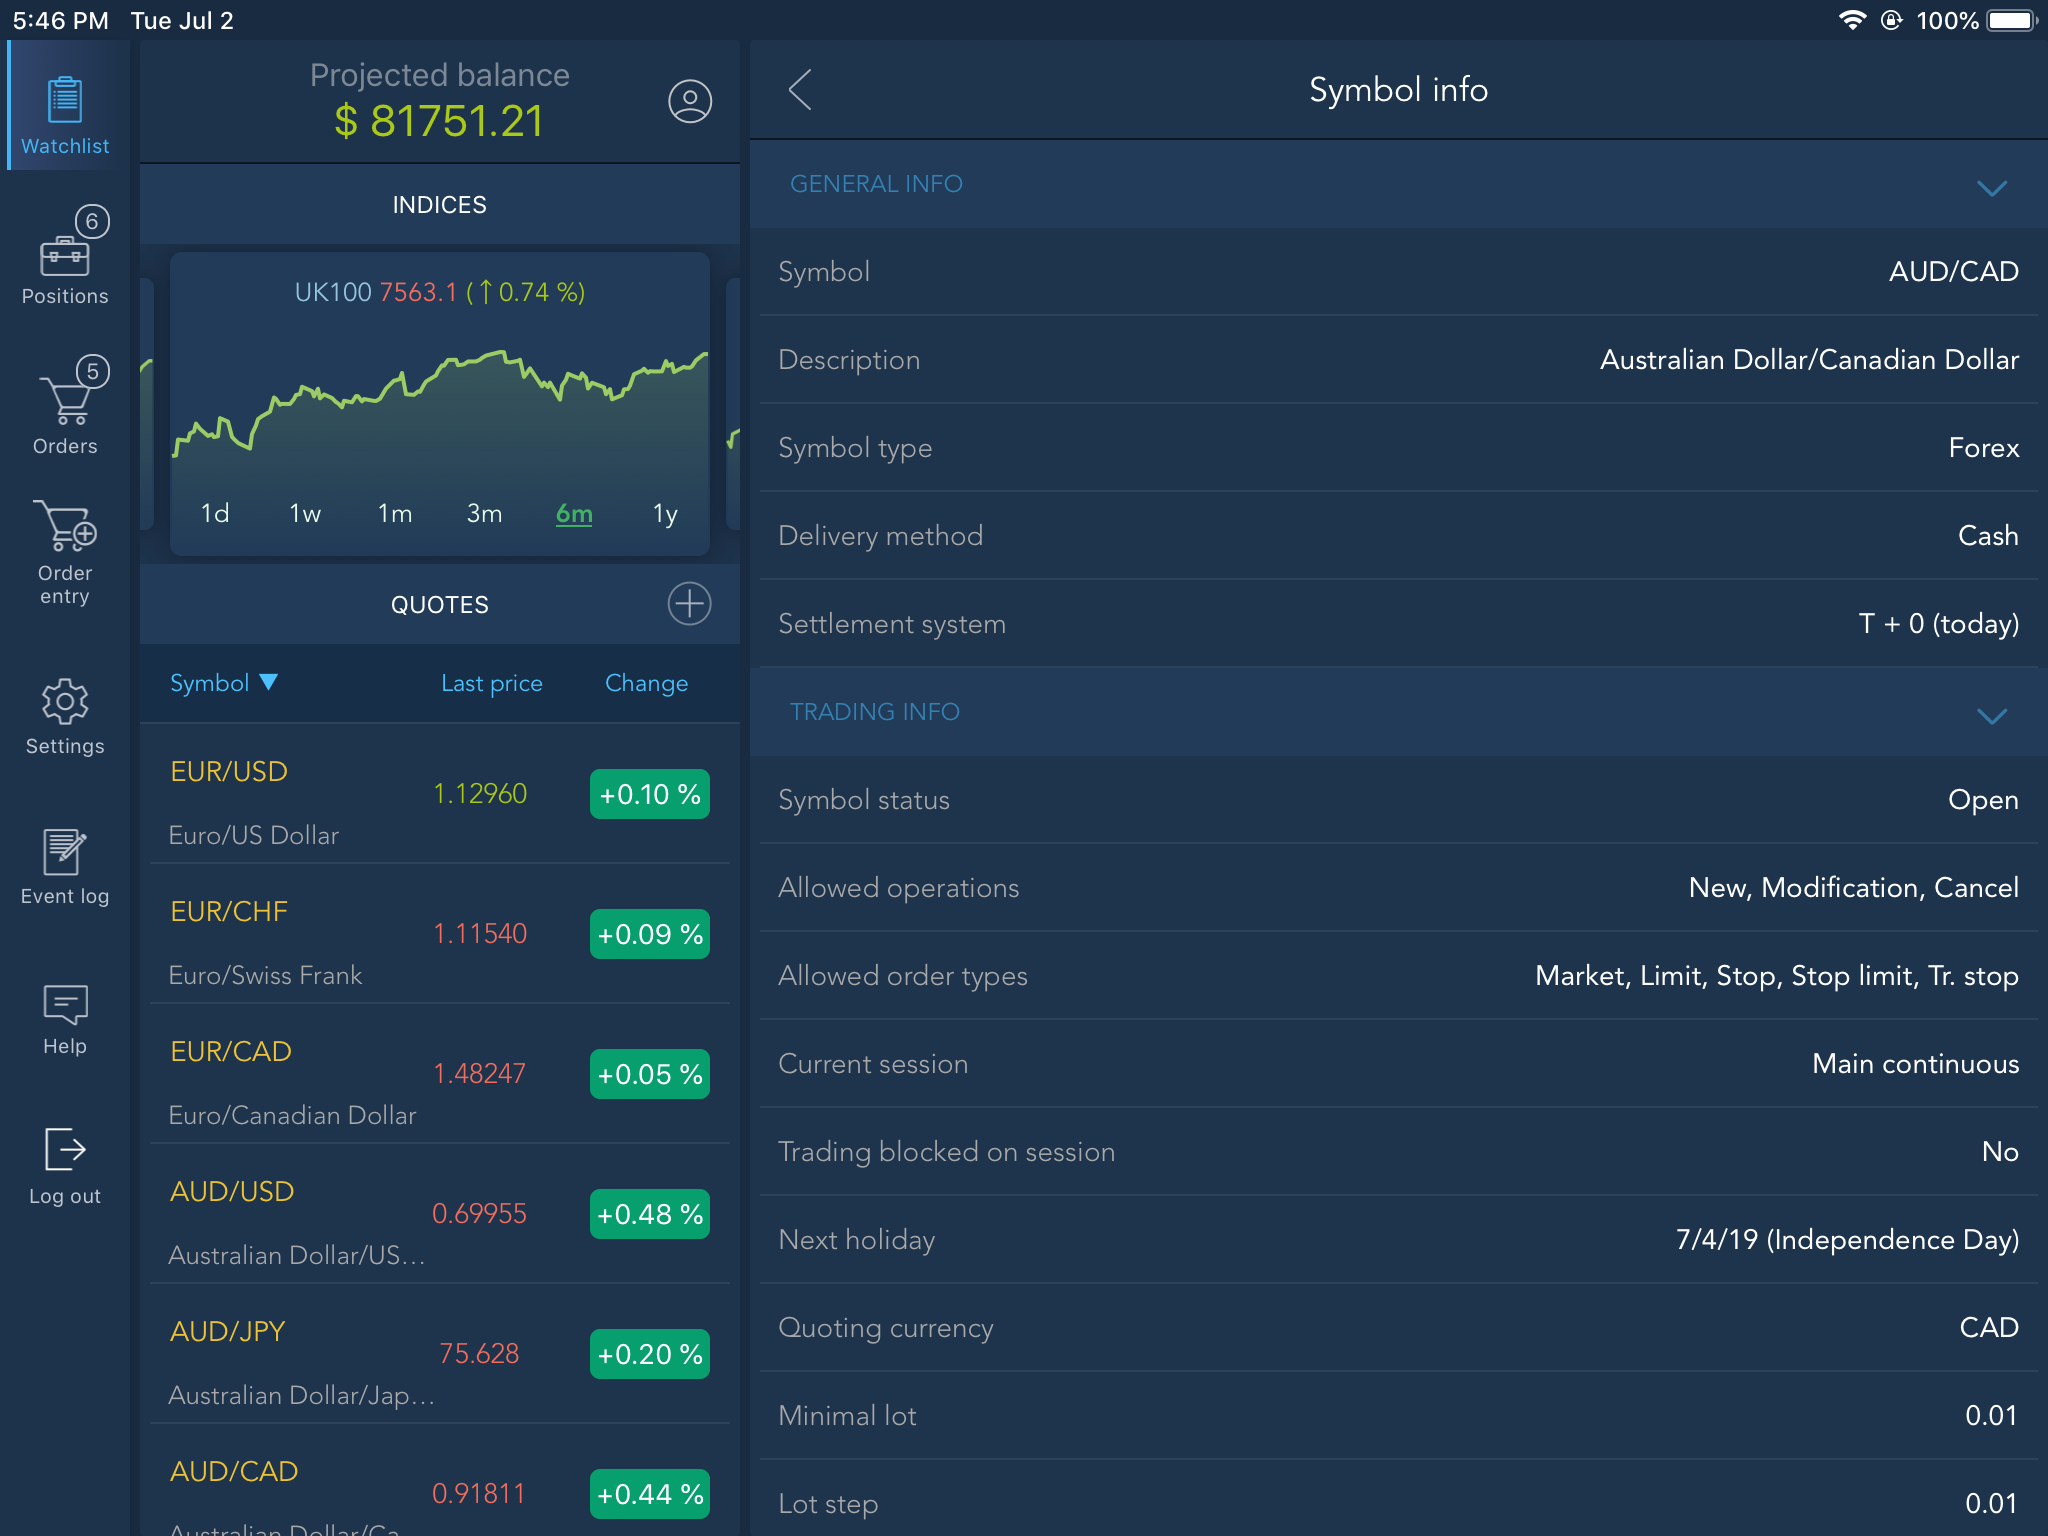 5:46 PM Tue Jul 2
100%
Watchlist
6
Positions
5
Orders
Order
entry
Settings
Event log
Help
Log out
Projected balance
$ 81751.21
INDICES
UK100 7563.1 (↑0.74 %)
1d 1w 1m 3m 6m 1y
QUOTES
Symbol ▼ Last price Change
EUR/USD
1.12960 +0.10 %
Euro/US Dollar
EUR/CHF
1.11540 +0.09 %
Euro/Swiss Frank
EUR/CAD
1.48247 +0.05 %
Euro/Canadian Dollar
AUD/USD
0.69955 +0.48 %
Australian Dollar/US...
AUD/JPY
75.628 +0.20 %
Australian Dollar/Jap...
AUD/CAD
0.91811 +0.44 %
Australian Dollar/Ca...
Symbol info
GENERAL INFO
Symbol AUD/CAD
Description Australian Dollar/Canadian Dollar
Symbol type Forex
Delivery method Cash
Settlement system T + 0 (today)
TRADING INFO
Symbol status Open
Allowed operations New, Modification, Cancel
Allowed order types Market, Limit, Stop, Stop limit, Tr. stop
Current session Main continuous
Trading blocked on session No
Next holiday 7/4/19 (Independence Day)
Quoting currency CAD
Minimal lot 0.01
Lot step 0.01